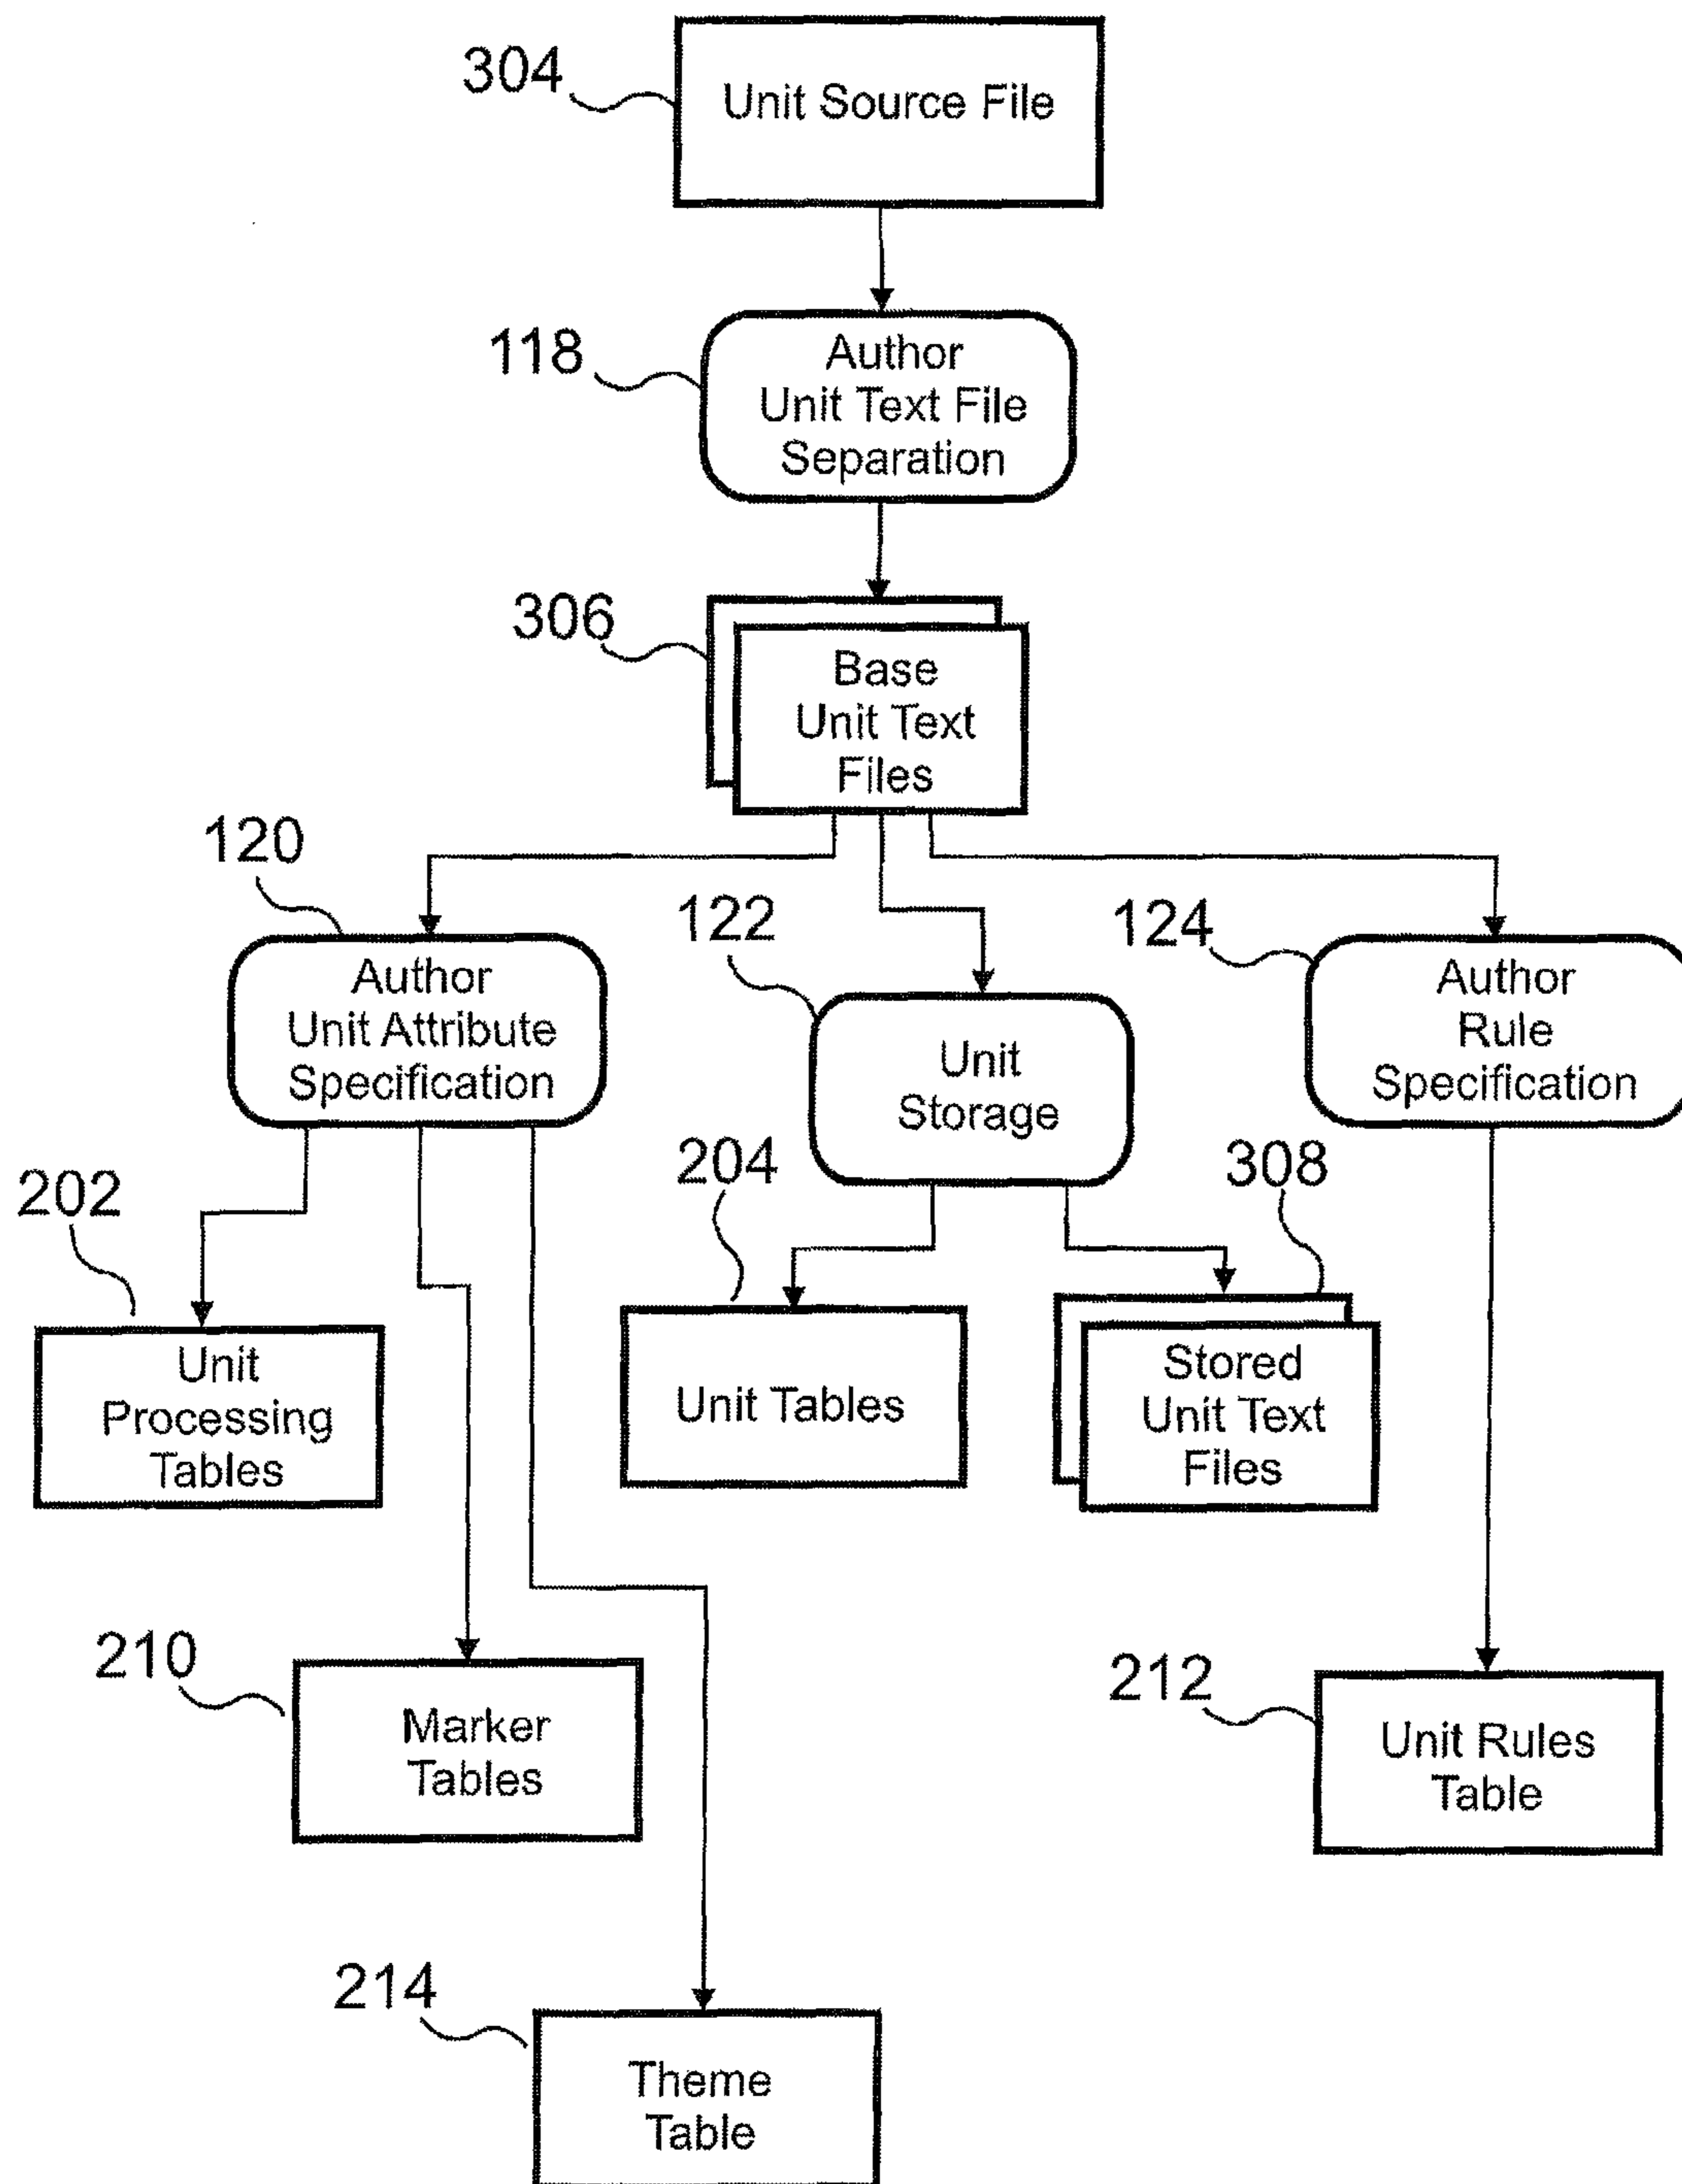 304
Unit Source File
118
Author
Unit Text File
Separation
306
Base
Unit Text
Files
120
Author
Unit Attribute
Specification
122
Unit
Storage
124
Author
Rule
Specification
202
Unit
Processing
Tables
204
Unit Tables
308
Stored
Unit Text
Files
210
Marker
Tables
212
Unit Rules
Table
214
Theme
Table